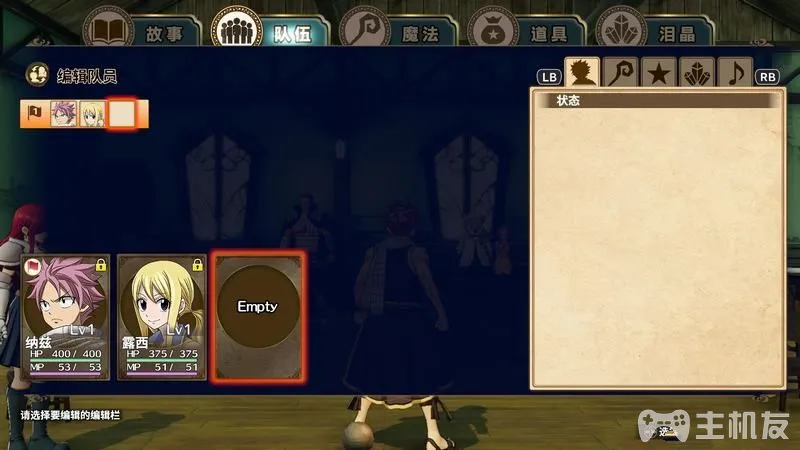 故事
队伍
魔法
道具
泪晶
编辑队员
LB
RB
状态
Lv1
纳兹
HP 400/400
MP 53/53
Lv1
露西
HP 375/375
MP 51/51
Empty
请选择要编辑的编辑栏
主机友